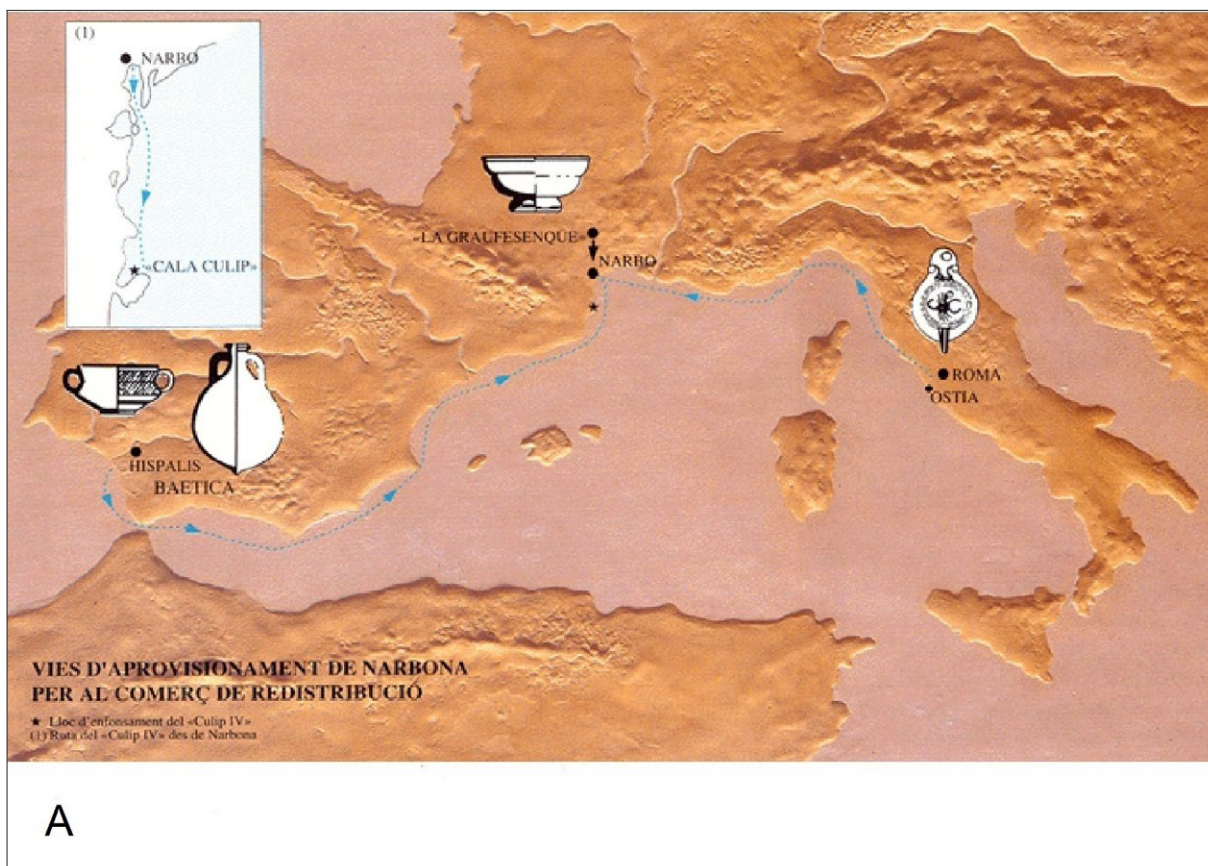 (1)
NARBO
«CALA CULIP»
«LA GRAUFESENQUE»
NARBO
ROMA
OSTIA
HISPALIS
BAETICA
VIES D'APROVISIONAMENT DE NARBONA
PER AL COMERÇ DE REDISTRIBUCIÓ
★ Lloc d'enfonsament del «Culip IV»
(1) Ruta del «Culip IV» des de Narbona
A